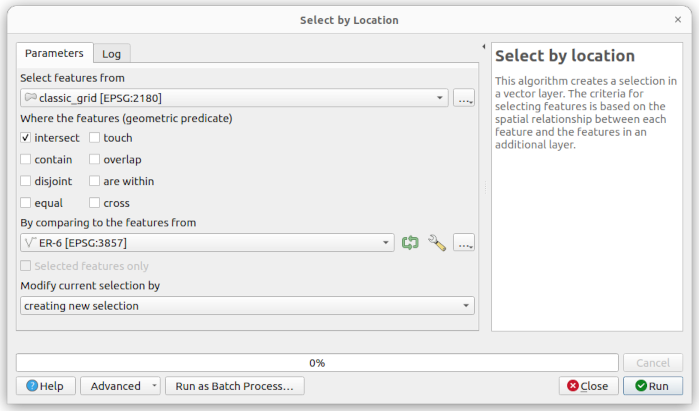 Select by Location
×
Parameters
Log
Select features from
classic_grid [EPSG:2180]
…
Where the features (geometric predicate)
intersect
touch
contain
overlap
disjoint
are within
equal
cross
By comparing to the features from
ER-6 [EPSG:3857]
…
Selected features only
Modify current selection by
creating new selection
Select by location
This algorithm creates a selection in
a vector layer. The criteria for
selecting features is based on the
spatial relationship between each
feature and the features in an
additional layer.
0%
Cancel
Help
Advanced
Run as Batch Process…
Close
Run